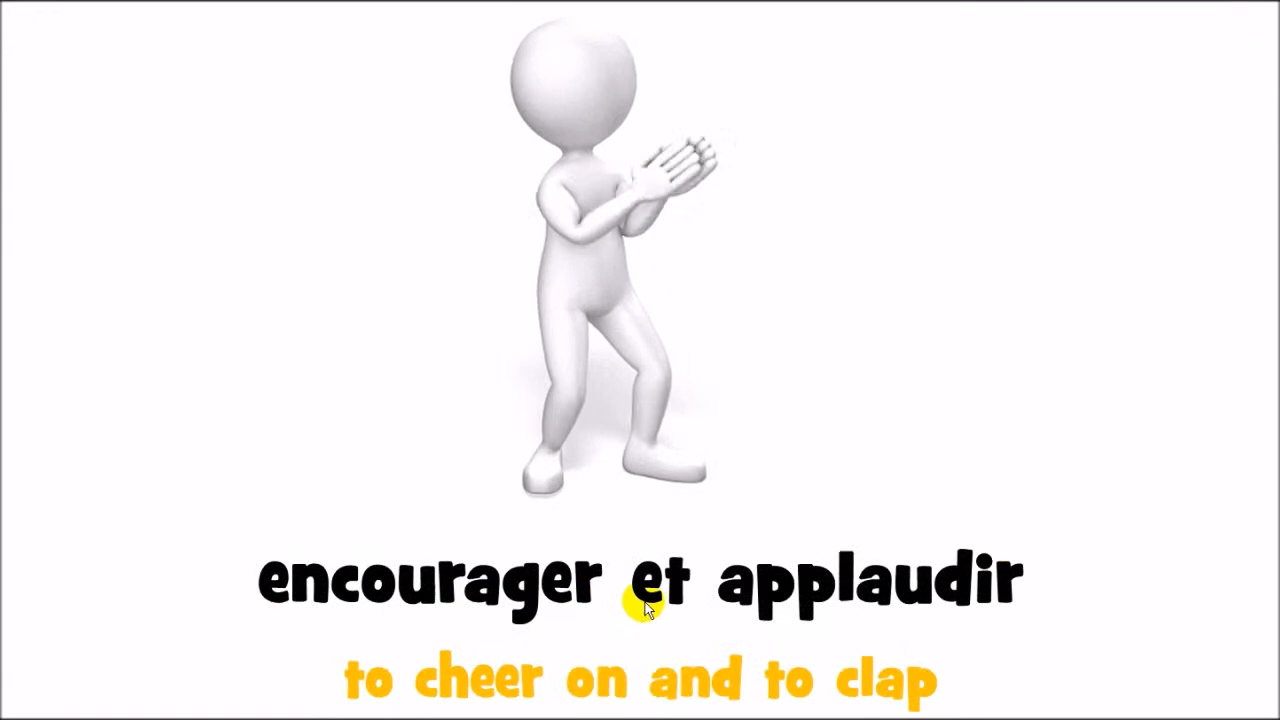 encourager et applaudir
to cheer on and to clap